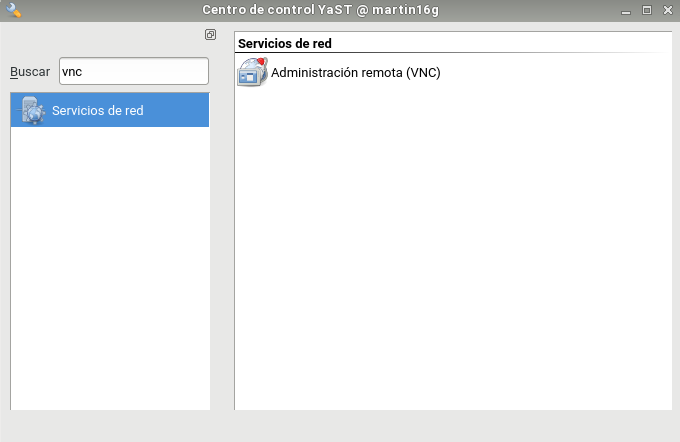 Centro de control YaST @ martin16g
Buscar vnc
Servicios de red
Servicios de red
Administración remota (VNC)